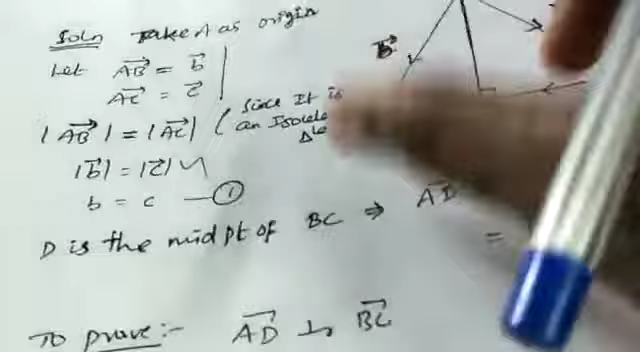 Soln Take A as origin
Let AB⃗ = b⃗
AC⃗ = c⃗
|AB⃗| = |AC⃗| ( Since It is an Isocele Δle
|b⃗| = |c⃗|
b = c — ①
D is the mid pt of BC ⇒ AD⃗
=
To prove :- AD⃗ ⊥ BC⃗
b⃗